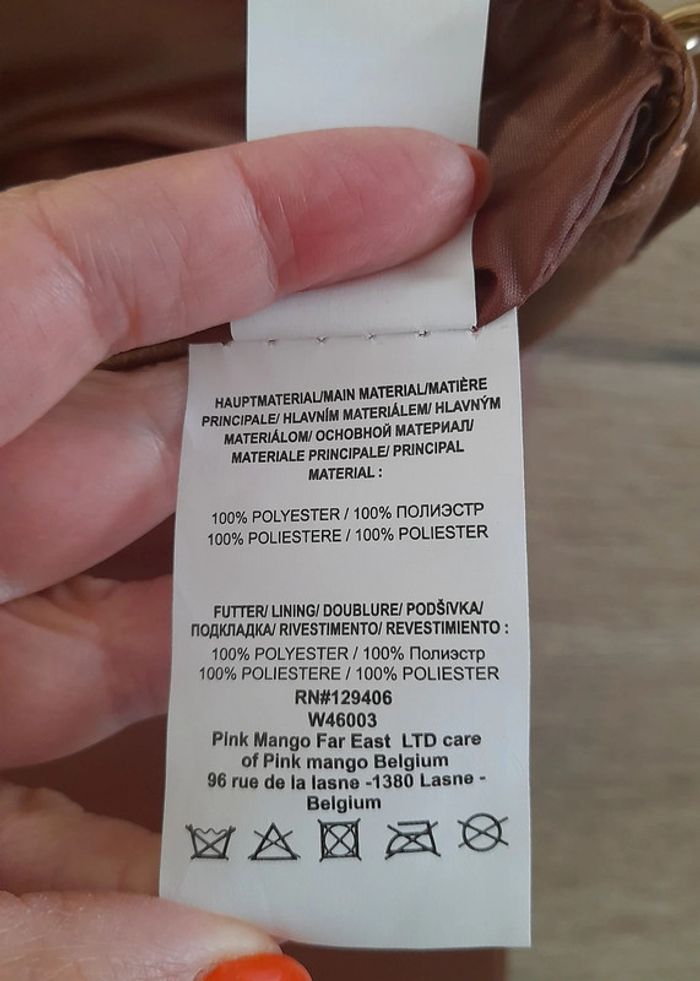 HAUPTMATERIAL/MAIN MATERIAL/MATIÈRE
PRINCIPALE/ HLAVNÍM MATERIÁLEM/ HLAVNÝM
MATERIÁLOM/ ОСНОВНОЙ МАТЕРИАЛ/
MATERIALE PRINCIPALE/ PRINCIPAL
MATERIAL :
100% POLYESTER / 100% ПОЛИЭСТР
100% POLIESTERE / 100% POLIESTER
FUTTER/ LINING/ DOUBLURE/ PODŠÍVKA/
ПОДКЛАДКА/ RIVESTIMENTO/ REVESTIMIENTO :
100% POLYESTER / 100% Полиэстр
100% POLIESTERE / 100% POLIESTER
RN#129406
W46003
Pink Mango Far East LTD care
of Pink mango Belgium
96 rue de la lasne -1380 Lasne -
Belgium